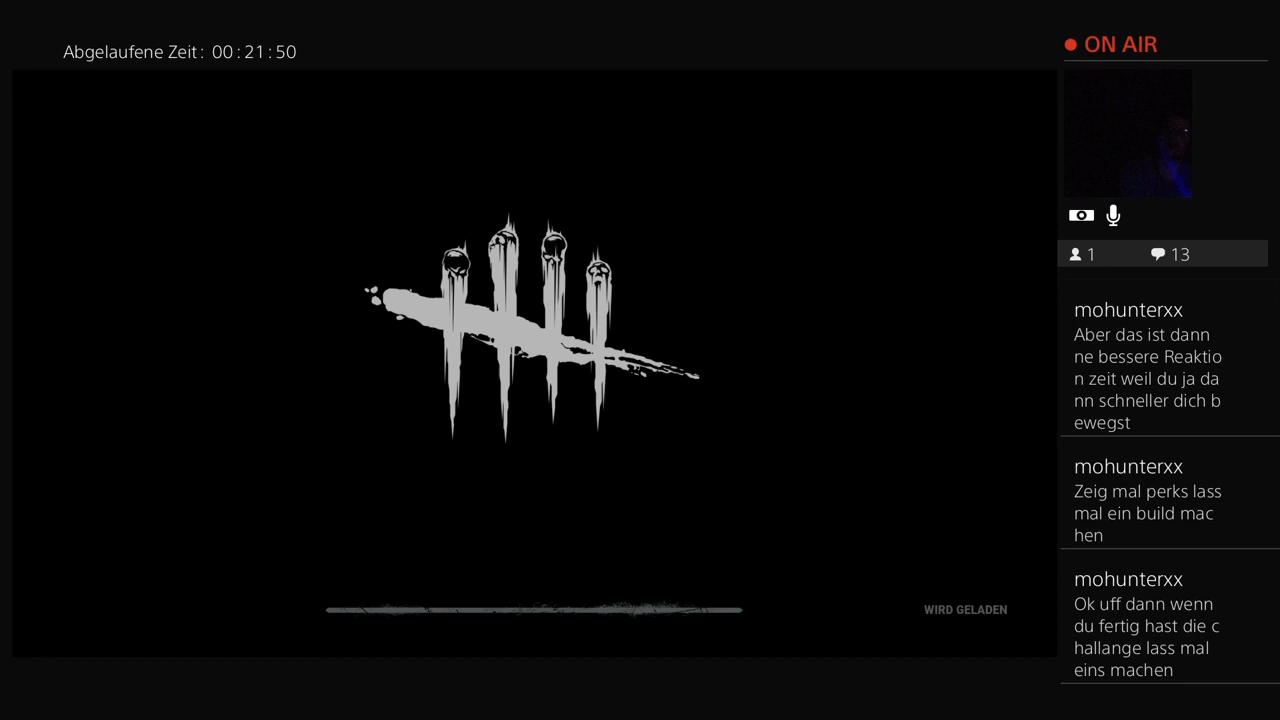 Abgelaufene Zeit: 00:21:50
ON AIR
1 13
mohunterxx
Aber das ist dann
ne bessere Reaktio
n zeit weil du ja da
nn schneller dich b
ewegst
mohunterxx
Zeig mal perks lass
mal ein build mac
hen
mohunterxx
Ok uff dann wenn
du fertig hast die c
hallange lass mal
eins machen
WIRD GELADEN